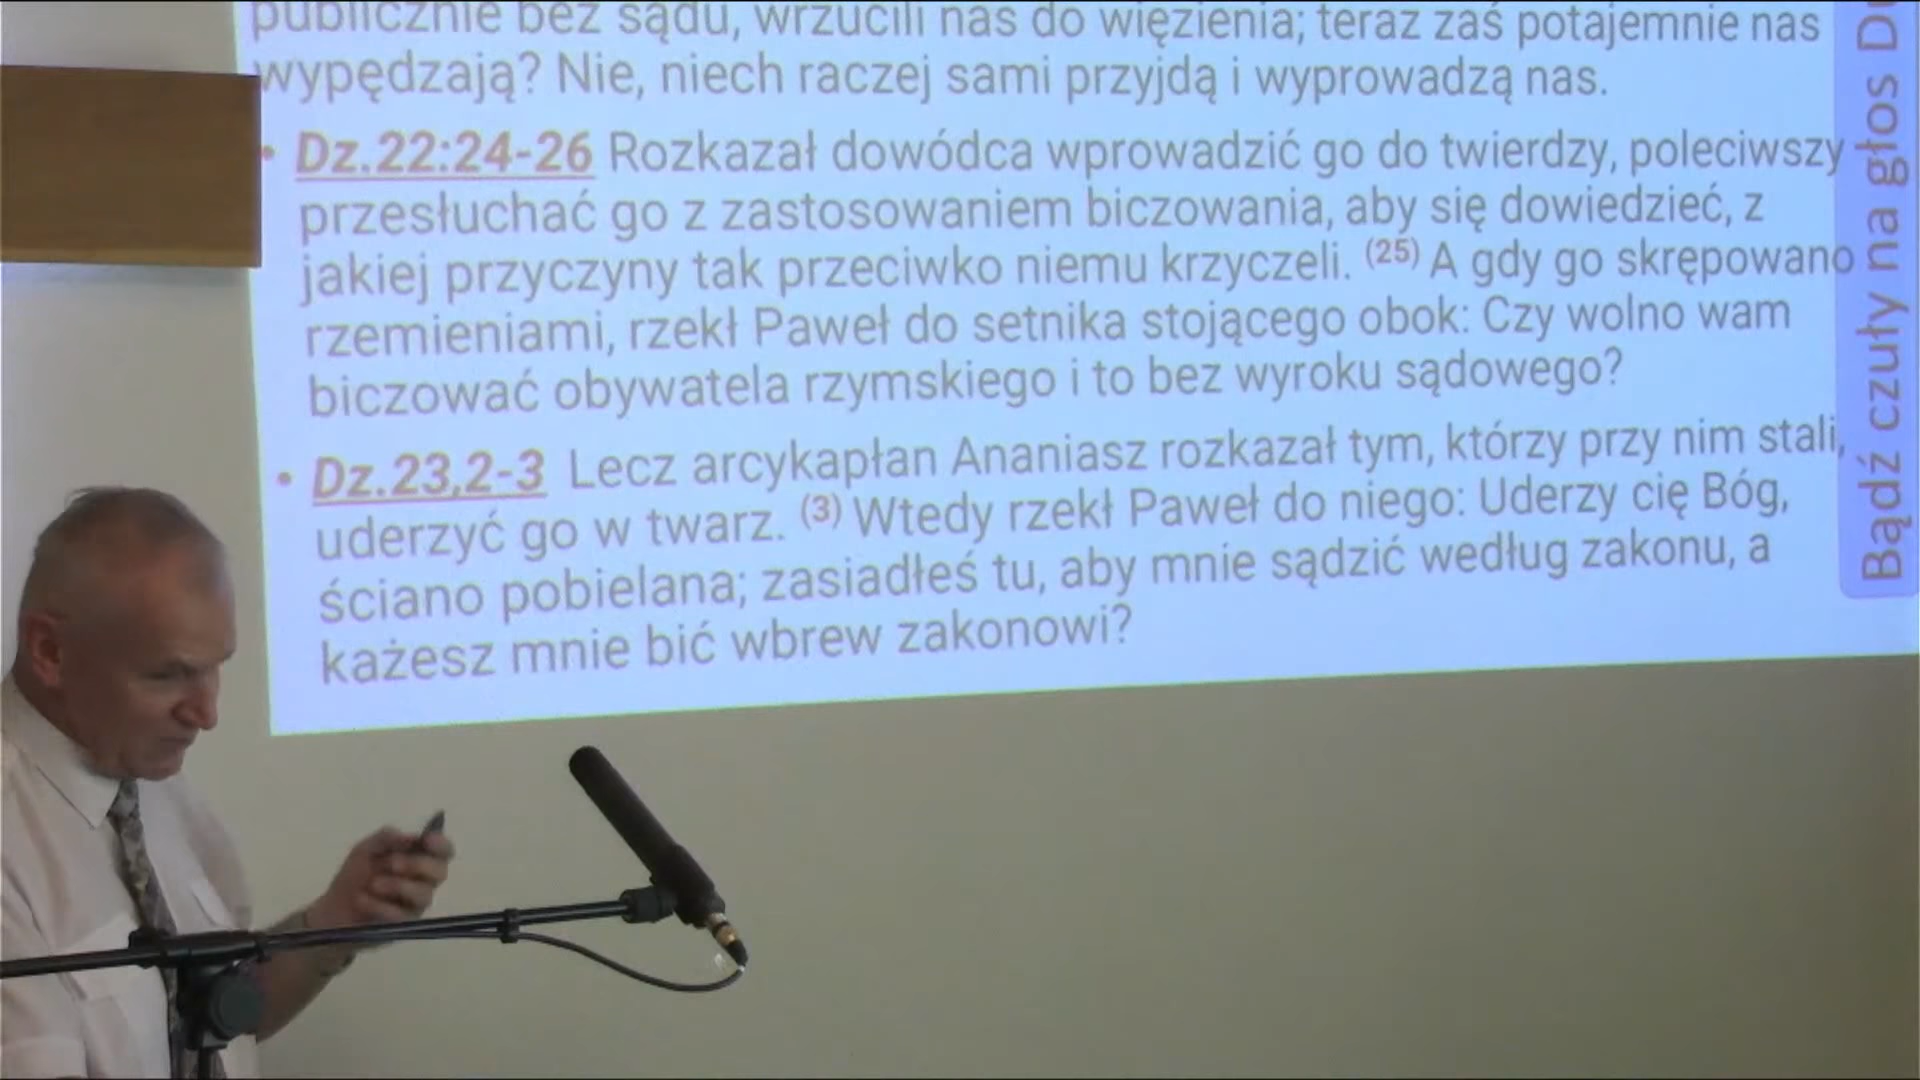 publicznie bez sądu, wrzucili nas do więzienia; teraz zaś potajemnie nas
wypędzają? Nie, niech raczej sami przyjdą i wyprowadzą nas.
• Dz.22:24-26 Rozkazał dowódca wprowadzić go do twierdzy, poleciwszy
przesłuchać go z zastosowaniem biczowania, aby się dowiedzieć, z
jakiej przyczyny tak przeciwko niemu krzyczeli. (25) A gdy go skrępowano
rzemieniami, rzekł Paweł do setnika stojącego obok: Czy wolno wam
biczować obywatela rzymskiego i to bez wyroku sądowego?
• Dz.23,2-3 Lecz arcykapłan Ananiasz rozkazał tym, którzy przy nim stali,
uderzyć go w twarz. (3) Wtedy rzekł Paweł do niego: Uderzy cię Bóg,
ściano pobielana; zasiadłeś tu, aby mnie sądzić według zakonu, a
każesz mnie bić wbrew zakonowi?
Bądź czuły na głos